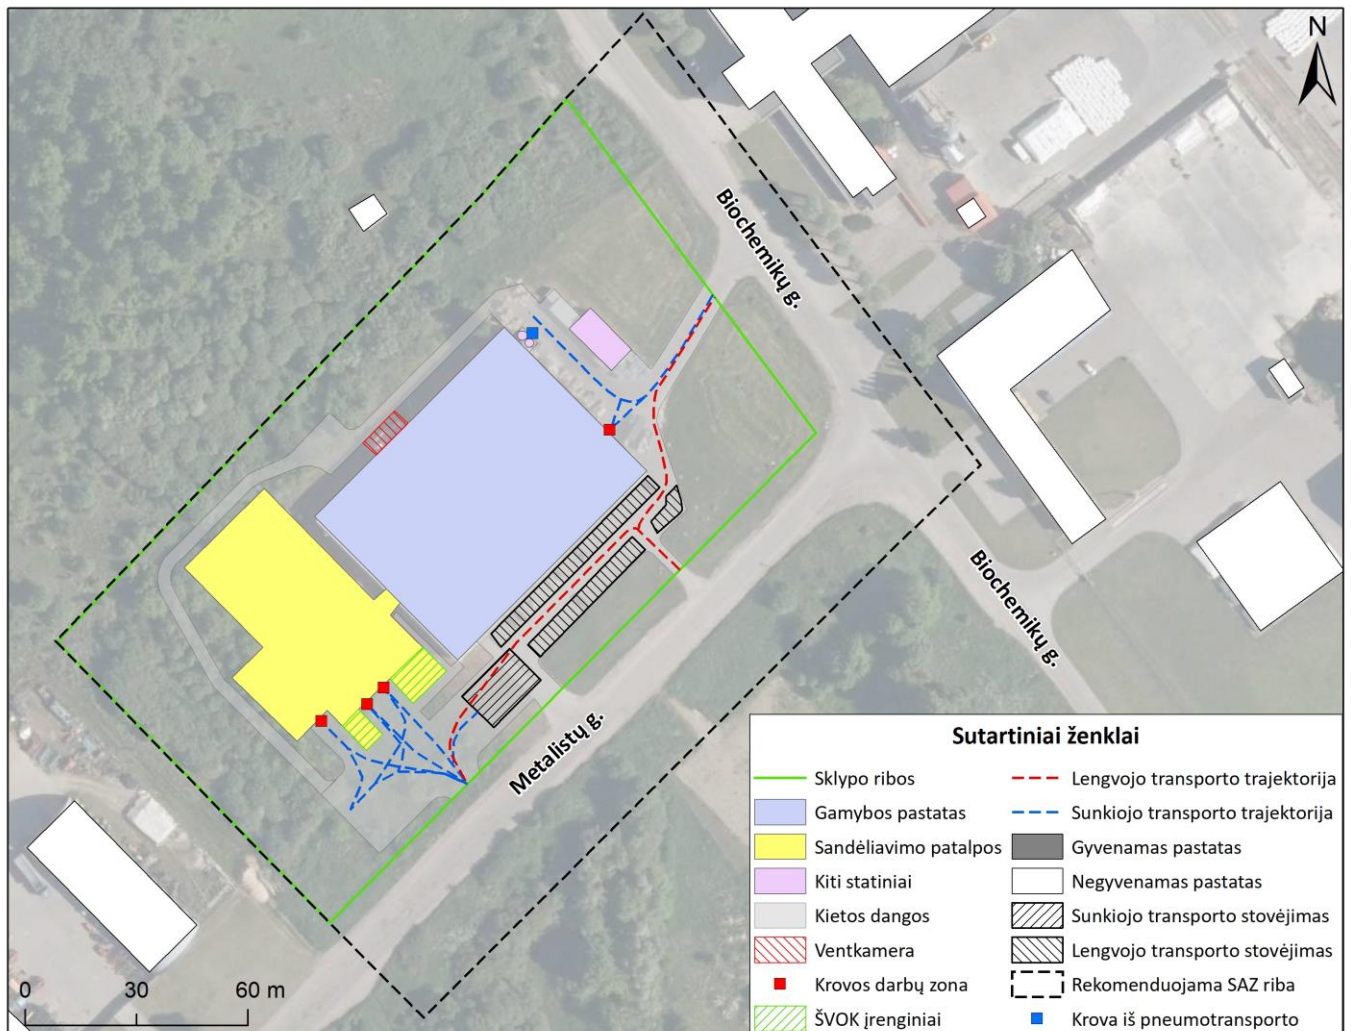 N
Biochemikų g.
Biochemikų g.
Metalistų g.
0 30 60 m
Sutartiniai ženklai
Sklypo ribos
Gamybos pastatas
Sandėliavimo patalpos
Kiti statiniai
Kietos dangos
Ventkamera
Krovos darbų zona
ŠVOK įrenginiai
Lengvojo transporto trajektorija
Sunkiojo transporto trajektorija
Gyvenamas pastatas
Negyvenamas pastatas
Sunkiojo transporto stovėjimas
Lengvojo transporto stovėjimas
Rekomenduojama SAZ riba
Krova iš pneumotransporto